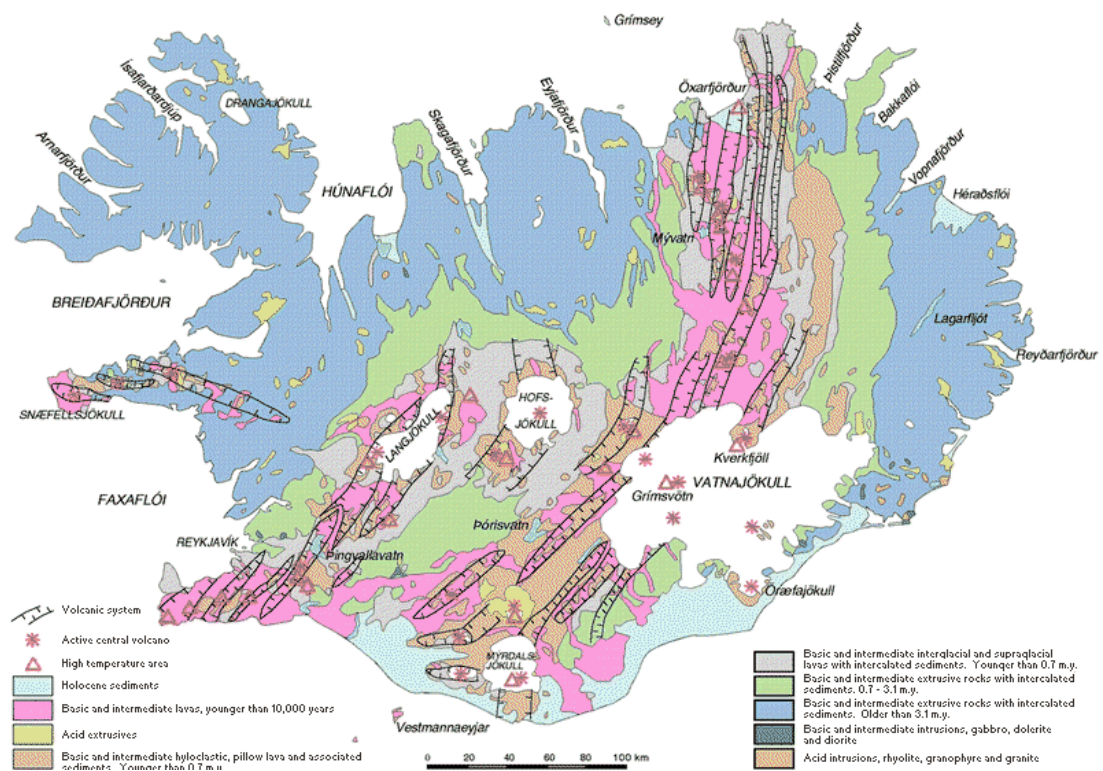 Grímsey
Ísafjarðardjúp
DRANGAJÖKULL
Arnarfjörður
HÚNAFLÓI
Skagafjörður
Eyjafjörður
Öxarfjörður
Þistilfjörður
Bakkaflói
Vopnafjörður
Héraðsflói
Mývatn
BREIÐAFJÖRÐUR
Lagarfljót
Reyðarfjörður
SNÆFELLSJÖKULL
HOFS-
JÖKULL
LANGJÖKULL
Kverkfjöll
VATNAJÖKULL
Grímsvötn
FAXAFLÓI
Þórisvatn
REYKJAVÍK
Þingvallavatn
Öræfajökull
MÝRDALS-
JÖKULL
Vestmannaeyjar
Volcanic system
Active central volcano
High temperature area
Holocene sediments
Basic and intermediate lavas, younger than 10,000 years
Acid extrusives
Basic and intermediate hyloclastic, pillow lava and associated
sediments. Younger than 0.7 m.y.
0 20 40 60 80 100 km
Basic and intermediate interglacial and supraglacial
lavas with intercalated sediments. Younger than 0.7 m.y.
Basic and intermediate extrusive rocks with intercalated
sediments. 0.7 - 3.1 m.y.
Basic and intermediate extrusive rocks with intercalated
sediments. Older than 3.1 m.y.
Basic and intermediate intrusions, gabbro, dolerite
and diorite
Acid intrusions, rhyolite, granophyre and granite